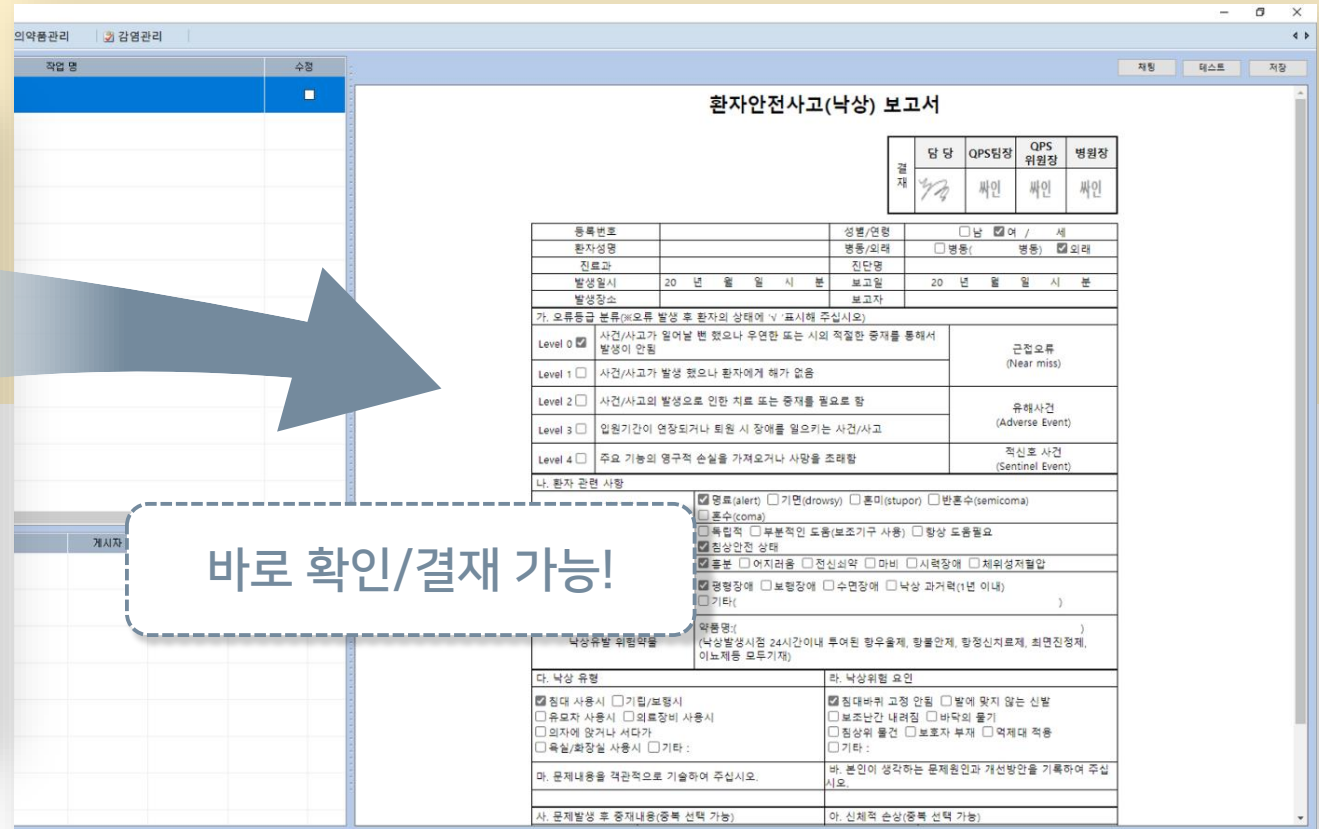 의약품관리 감염관리
작업 명 수정
채팅 테스트 저장
환자안전사고(낙상) 보고서
결재 담 당 QPS팀장 QPS 위원장 병원장
싸인 싸인 싸인
등록번호 성별/연령 □남 ☑여 / 세
환자성명 병동/외래 □병동( 병동) ☑외래
진료과 진단명
발생일시 20 년 월 일 시 분 보고일 20 년 월 일 시 분
발생장소 보고자
가. 오류등급 분류(※오류 발생 후 환자의 상태에 '√ '표시해 주십시오)
Level 0 ☑ 사건/사고가 일어날 뻔 했으나 우연한 또는 시의 적절한 중재를 통해서
발생이 안됨
근접오류
(Near miss)
Level 1 □ 사건/사고가 발생 했으나 환자에게 해가 없음
Level 2 □ 사건/사고의 발생으로 인한 치료 또는 중재를 필요로 함
유해사건
(Adverse Event)
Level 3 □ 입원기간이 연장되거나 퇴원 시 장애를 일으키는 사건/사고
Level 4 □ 주요 기능의 영구적 손실을 가져오거나 사망을 초래함
적신호 사건
(Sentinel Event)
나. 환자 관련 사항
☑명료(alert) □기면(drowsy) □혼미(stupor) □반혼수(semicoma)
□혼수(coma)
□독립적 □부분적인 도움(보조기구 사용) □항상 도움필요
☑침상안전 상태
☑흥분 □어지러움 □전신쇠약 □마비 □시력장애 □체위성저혈압
☑평형장애 □보행장애 □수면장애 □낙상 과거력(1년 이내)
□기타( )
게시자
바로 확인/결재 가능!
낙상유발 위험약물
약품명:( )
(낙상발생시점 24시간이내 투여된 항우울제, 항불안제, 항정신치료제, 최면진정제,
이뇨제등 모두기재)
다. 낙상 유형 라. 낙상위험 요인
☑침대 사용시 □기립/보행시
□유모차 사용시 □의료장비 사용시
□의자에 앉거나 서다가
□욕실/화장실 사용시 □기타 :
☑침대바퀴 고정 안됨 □발에 맞지 않는 신발
□보조난간 내려짐 □바닥의 물기
□침상위 물건 □보호자 부재 □억제대 적용
□기타 :
마. 문제내용을 객관적으로 기술하여 주십시오.
바. 본인이 생각하는 문제원인과 개선방안을 기록하여 주십
시오.
사. 문제발생 후 중재내용(중복 선택 가능) 아. 신체적 손상(중복 선택 가능)